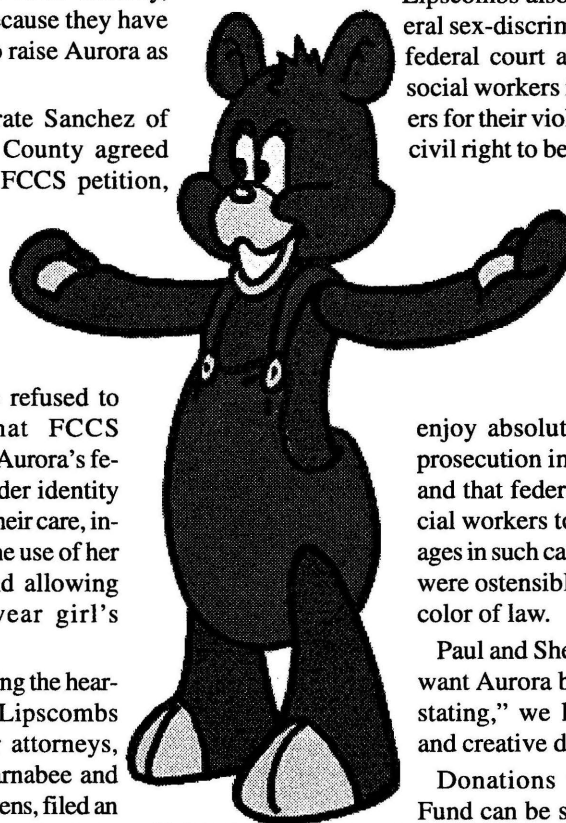 ecause they have
o raise Aurora as
rate Sanchez of
County agreed
FCCS petition,
refused to
hat FCCS
Aurora's fe-
der identity
heir care, in-
ne use of her
d allowing
year girl's
ng the hear-
Lipscombs
attorneys,
arnabee and
ens, filed an
Lipscombs also
eral sex-discrim
federal court a
social workers
ers for their viol
civil right to be
enjoy absolut
prosecution in
and that federa
cial workers to
ages in such ca
were ostensibl
color of law.
Paul and She
want Aurora b
stating," we l
and creative d
Donations
Fund can be s